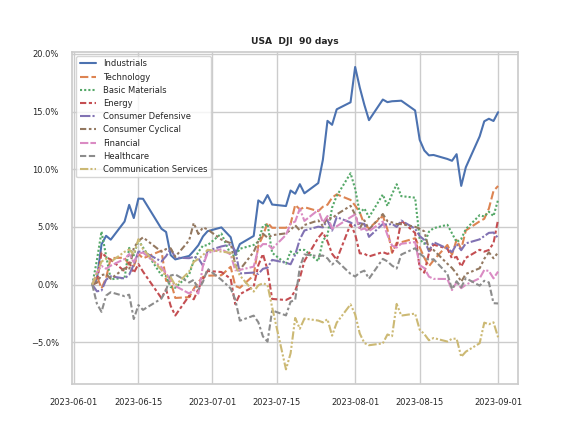 USA DJI 90 days
20.0%
15.0%
10.0%
5.0%
0.0%
−5.0%
Industrials
Technology
Basic Materials
Energy
Consumer Defensive
Consumer Cyclical
Financial
Healthcare
Communication Services
2023-06-01
2023-06-15
2023-07-01
2023-07-15
2023-08-01
2023-08-15
2023-09-01